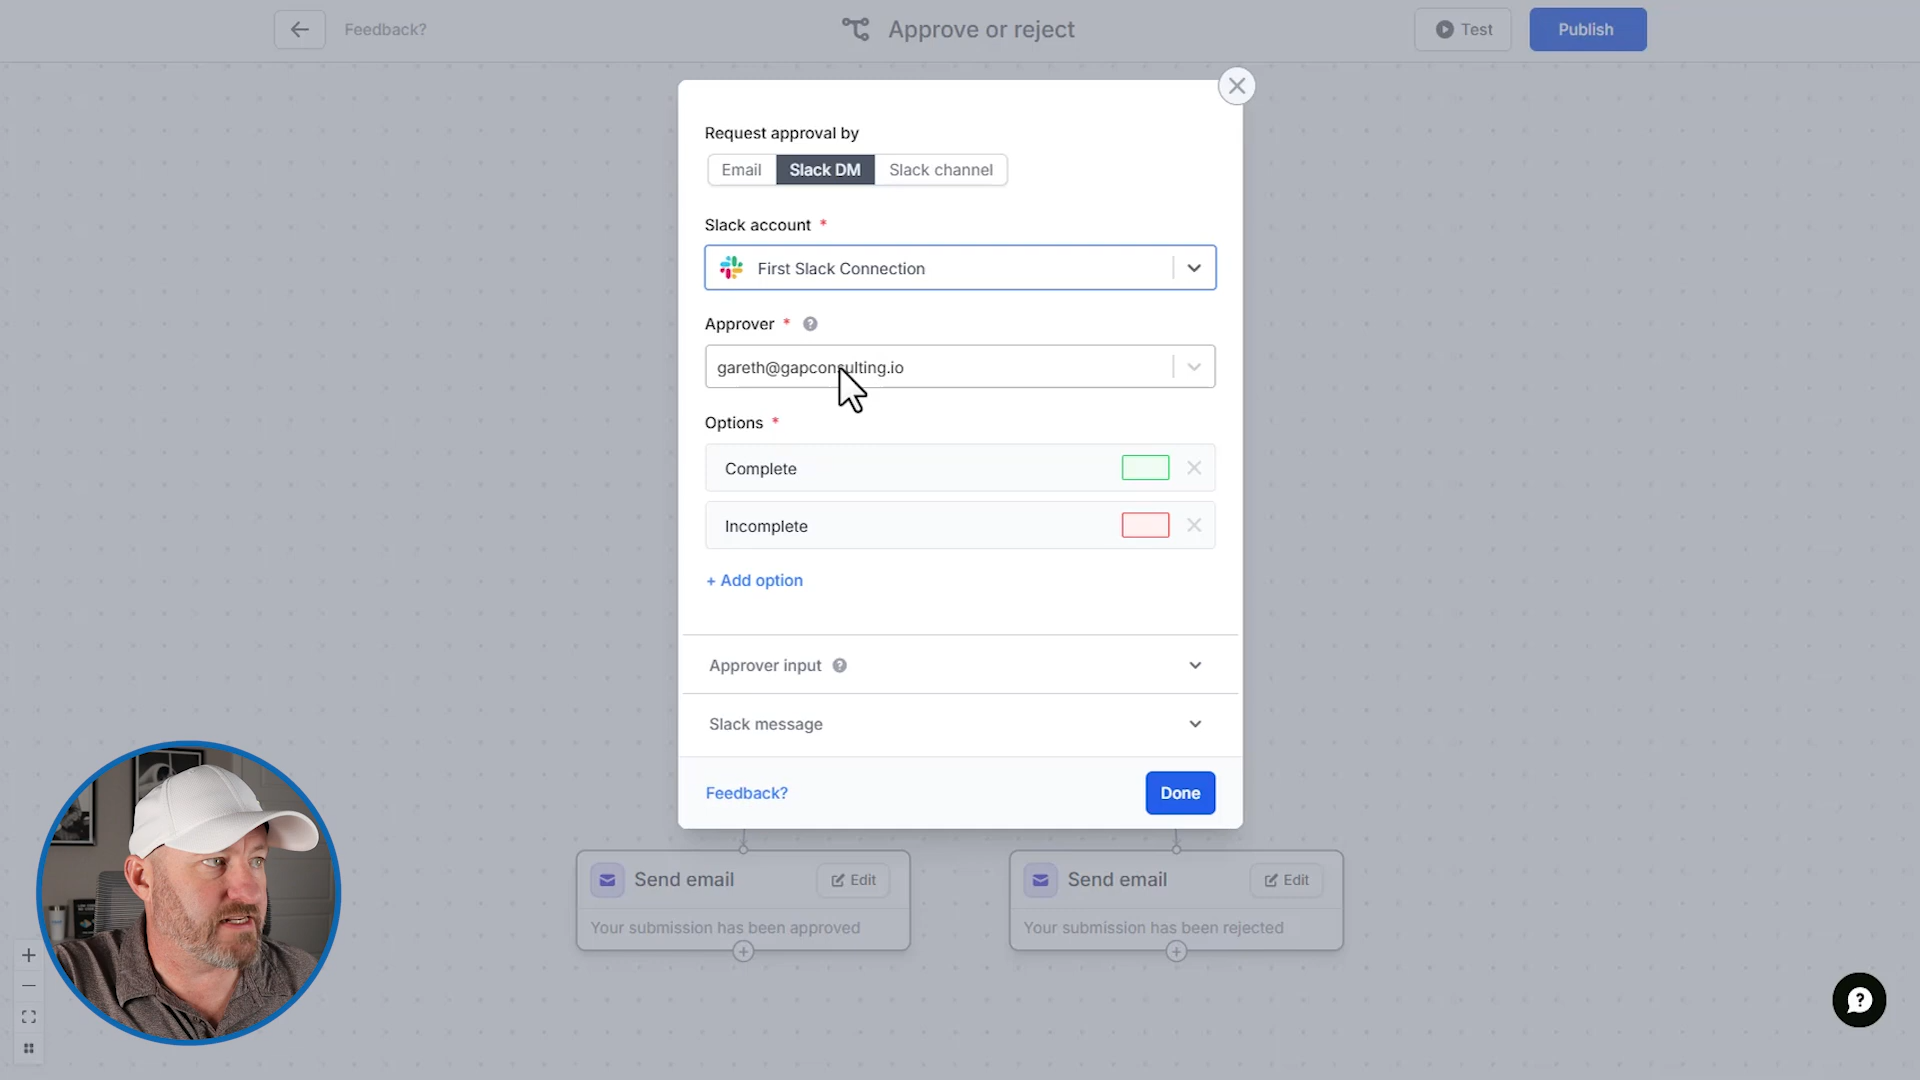 Feedback?
Approve or reject
Test
Publish
Request approval by
Email
Slack DM
Slack channel
Slack account *
First Slack Connection
Approver *
gareth@gapconsulting.io
Options *
Complete
Incomplete
+ Add option
Approver input
Slack message
Feedback?
Done
Send email
Edit
Your submission has been approved
Send email
Edit
Your submission has been rejected